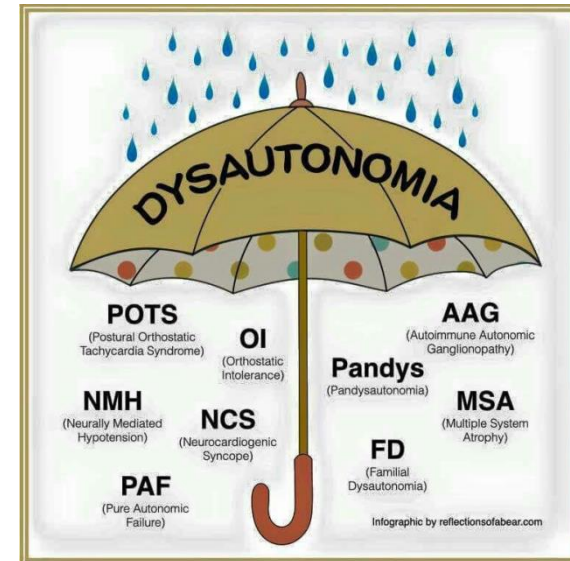 DYSAUTONOMIA
POTS
(Postural Orthostatic
Tachycardia Syndrome)
OI
(Orthostatic
Intolerance)
AAG
(Autoimmune Autonomic
Ganglionopathy)
Pandys
(Pandysautonomia)
NMH
(Neurally Mediated
Hypotension)
NCS
(Neurocardiogenic
Syncope)
MSA
(Multiple System
Atrophy)
FD
(Familial
Dysautonomia)
PAF
(Pure Autonomic
Failure)
Infographic by reflectionsofabear.com